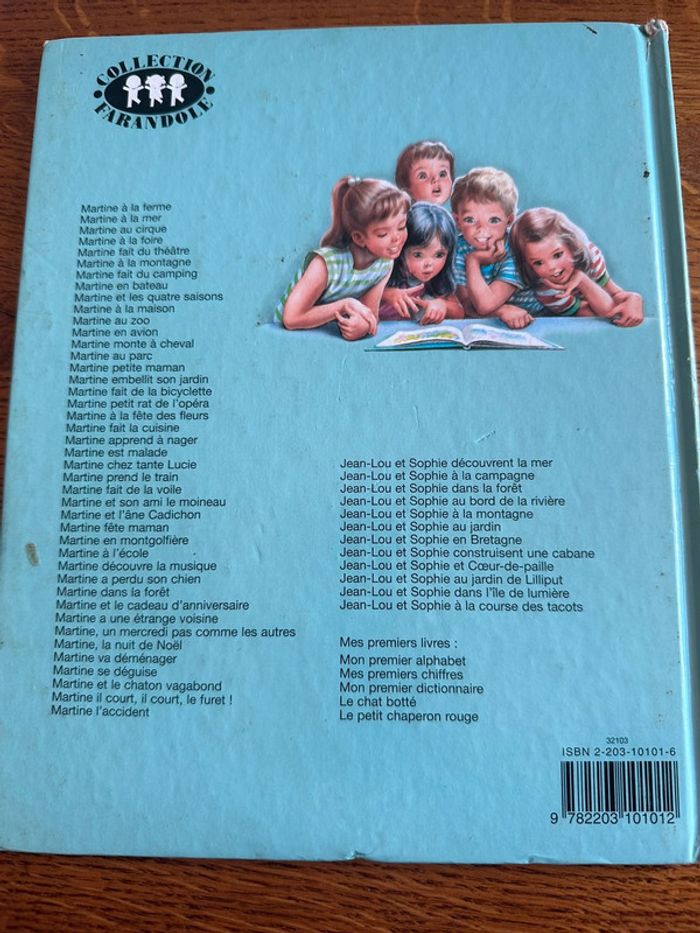 COLLECTION
FARANDOLE
Martine à la ferme
Martine à la mer
Martine au cirque
Martine à la foire
Martine fait du théâtre
Martine à la montagne
Martine fait du camping
Martine en bateau
Martine et les quatre saisons
Martine à la maison
Martine au zoo
Martine en avion
Martine monte à cheval
Martine au parc
Martine petite maman
Martine embellit son jardin
Martine fait de la bicyclette
Martine petit rat de l'opéra
Martine à la fête des fleurs
Martine fait la cuisine
Martine apprend à nager
Martine est malade
Martine chez tante Lucie
Martine prend le train
Martine fait de la voile
Martine et son ami le moineau
Martine et l'âne Cadichon
Martine fête maman
Martine en montgolfière
Martine à l'école
Martine découvre la musique
Martine a perdu son chien
Martine dans la forêt
Martine et le cadeau d'anniversaire
Martine a une étrange voisine
Martine, un mercredi pas comme les autres
Martine, la nuit de Noël
Martine va déménager
Martine se déguise
Martine et le chaton vagabond
Martine il court, il court, le furet !
Martine l'accident
Jean-Lou et Sophie découvrent la mer
Jean-Lou et Sophie à la campagne
Jean-Lou et Sophie dans la forêt
Jean-Lou et Sophie au bord de la rivière
Jean-Lou et Sophie à la montagne
Jean-Lou et Sophie au jardin
Jean-Lou et Sophie en Bretagne
Jean-Lou et Sophie construisent une cabane
Jean-Lou et Sophie et Cœur-de-paille
Jean-Lou et Sophie au jardin de Lilliput
Jean-Lou et Sophie dans l'île de lumière
Jean-Lou et Sophie à la course des tacots
Mes premiers livres :
Mon premier alphabet
Mes premiers chiffres
Mon premier dictionnaire
Le chat botté
Le petit chaperon rouge
32103
ISBN 2-203-10101-6
9 782203 101012